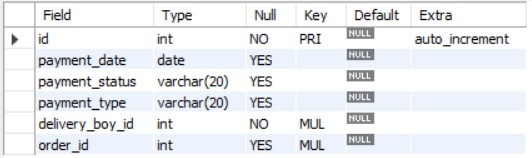 Field Type Null Key Default Extra
id int NO PRI NULL auto_increment
payment_date date YES NULL
payment_status varchar(20) YES NULL
payment_type varchar(20) YES NULL
delivery_boy_id int NO MUL NULL
order_id int YES MUL NULL